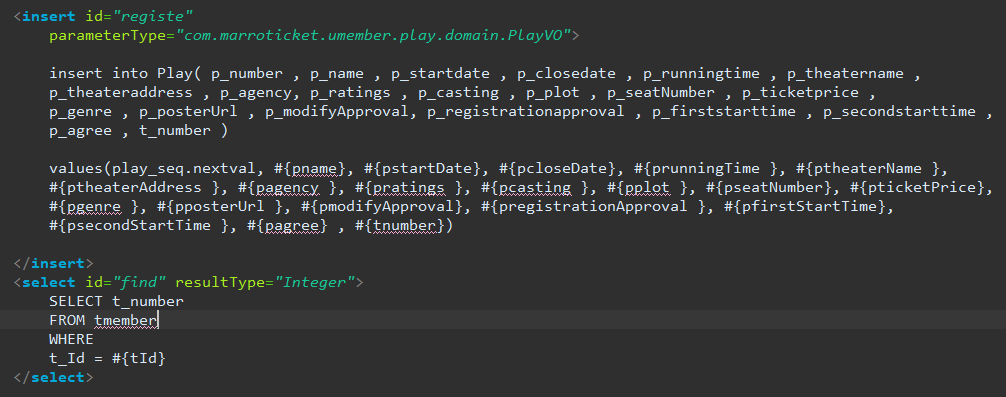 <insert id="registe"
parameterType="com.marroticket.umember.play.domain.PlayVO">
insert into Play( p_number , p_name , p_startdate , p_closedate , p_runningtime , p_theatername ,
p_theateraddress , p_agency, p_ratings , p_casting , p_plot , p_seatNumber , p_ticketprice ,
p_genre , p_posterUrl , p_modifyApproval, p_registrationapproval , p_firststarttime , p_secondstarttime ,
p_agree , t_number )
values(play_seq.nextval, #{pname}, #{pstartDate}, #{pcloseDate}, #{prunningTime }, #{ptheaterName },
#{ptheaterAddress }, #{pagency }, #{pratings }, #{pcasting }, #{pplot }, #{pseatNumber}, #{pticketPrice},
#{pgenre }, #{pposterUrl }, #{pmodifyApproval}, #{pregistrationApproval }, #{pfirstStartTime},
#{psecondStartTime }, #{pagree} , #{tnumber})
</insert>
<select id="find" resultType="Integer">
SELECT t_number
FROM tmember
WHERE
t_Id = #{tId}
</select>